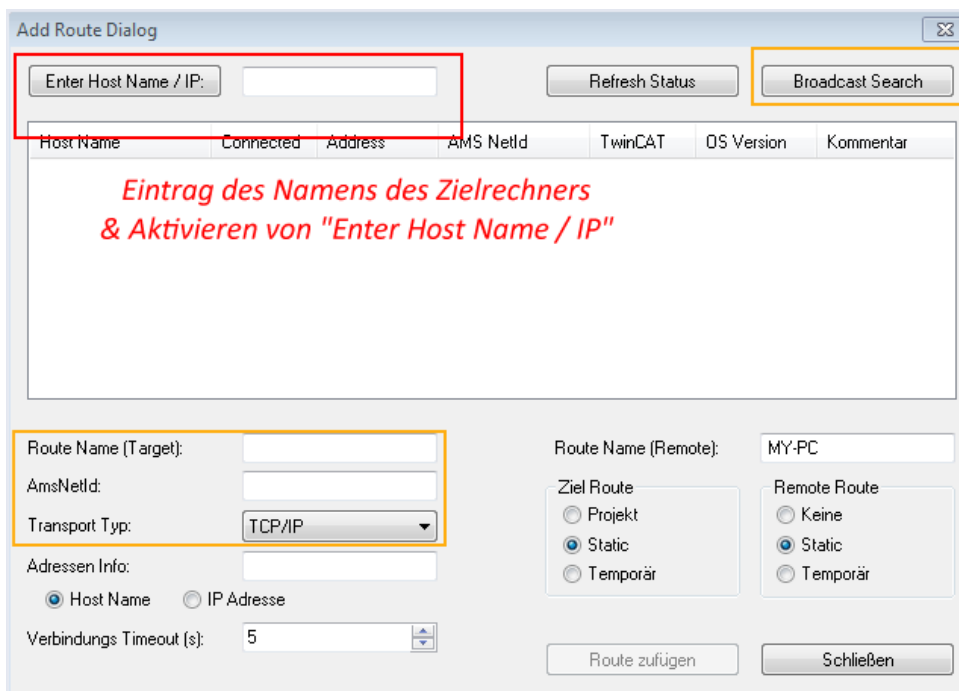 Add Route Dialog
Enter Host Name / IP:
Refresh Status
Broadcast Search
Host Name Connected Address AMS NetId TwinCAT OS Version Kommentar
Eintrag des Namens des Zielrechners
& Aktivieren von "Enter Host Name / IP"
Route Name (Target):
AmsNetId:
Transport Typ: TCP/IP
Adressen Info:
Host Name IP Adresse
Verbindungs Timeout (s): 5
Route Name (Remote): MY-PC
Ziel Route
Projekt
Static
Temporär
Remote Route
Keine
Static
Temporär
Route zufügen
Schließen